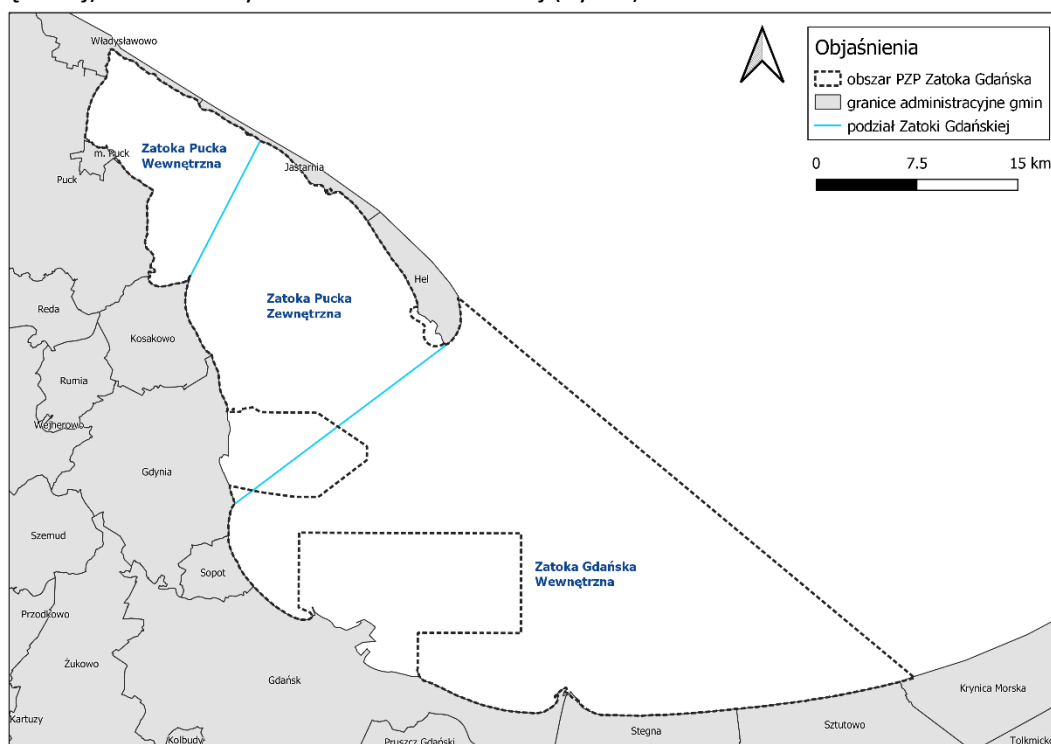 Władysławowo
Objaśnienia
obszar PZP Zatoka Gdańska
granice administracyjne gmin
podział Zatoki Gdańskiej
0 7.5 15 km
Zatoka Pucka
Wewnętrzna
m. Puck
Puck
Jastarnia
Hel
Zatoka Pucka
Zewnętrzna
Reda
Kosakowo
Rumia
Wejherowo
Gdynia
Szemud
Sopot
Zatoka Gdańska
Wewnętrzna
Przodkowo
Żukowo
Gdańsk
Kartuzy
Kolbudy
Pruszcz Gdański
Stegna
Sztutowo
Krynica Morska
Tolkmicko